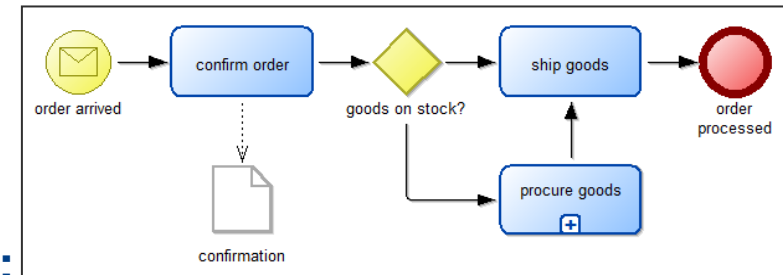 confirm order
ship goods
order arrived
goods on stock?
order
processed
procure goods
confirmation